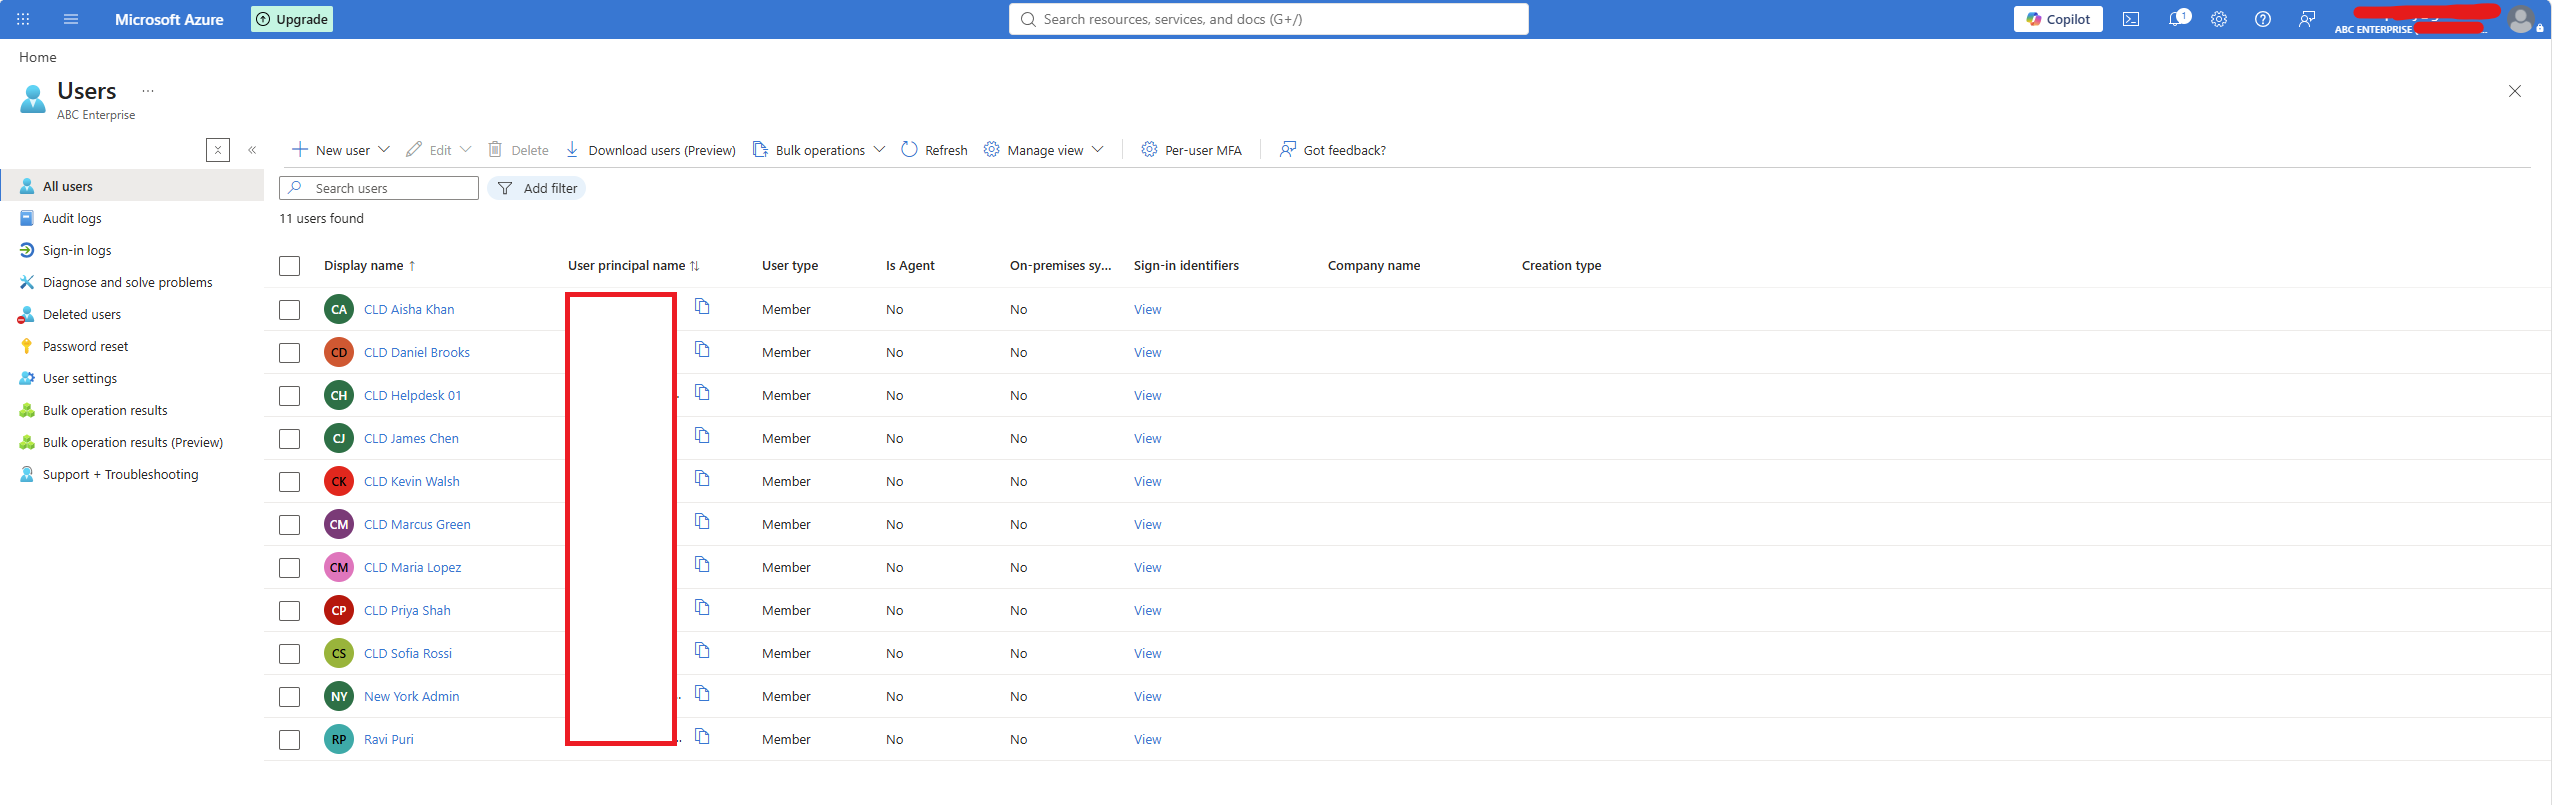 Microsoft Azure
Upgrade
Search resources, services, and docs (G+/)
Copilot
1
ABC ENTERPRISE
Home
Users
ABC Enterprise
New user
Edit
Delete
Download users (Preview)
Bulk operations
Refresh
Manage view
Per-user MFA
Got feedback?
All users
Audit logs
Sign-in logs
Diagnose and solve problems
Deleted users
Password reset
User settings
Bulk operation results
Bulk operation results (Preview)
Support + Troubleshooting
Search users
Add filter
11 users found
Display name ↑ User principal name ↑↓ User type Is Agent On-premises sy... Sign-in identifiers Company name Creation type
CA CLD Aisha Khan Member No No View
CD CLD Daniel Brooks Member No No View
CH CLD Helpdesk 01 Member No No View
CJ CLD James Chen Member No No View
CK CLD Kevin Walsh Member No No View
CM CLD Marcus Green Member No No View
CM CLD Maria Lopez Member No No View
CP CLD Priya Shah Member No No View
CS CLD Sofia Rossi Member No No View
NY New York Admin Member No No View
RP Ravi Puri Member No No View